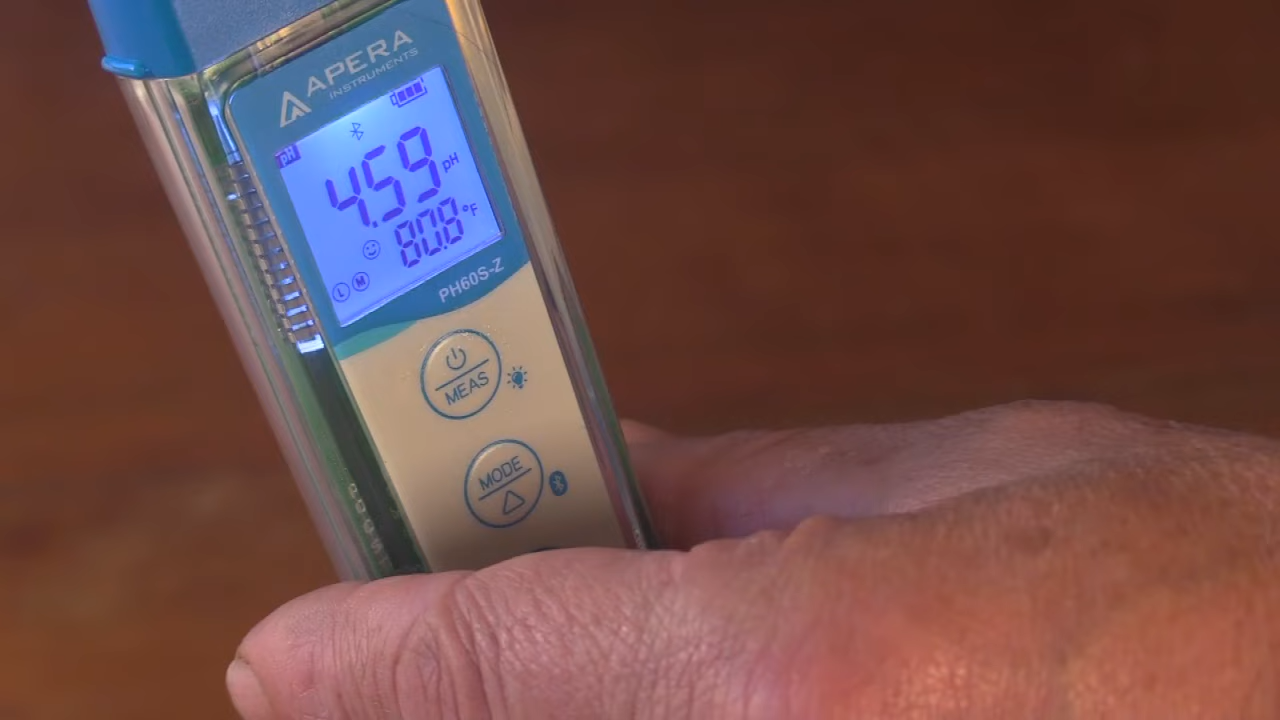 APERA
INSTRUMENTS
pH
4.59 pH
80.8 °F
L M
PH60S-Z
MEAS
MODE